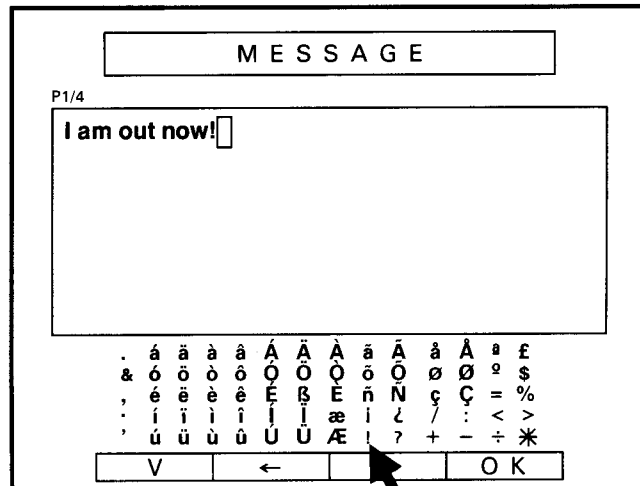 MESSAGE
P1/4
I am out now!
. á ä à â Á Ä À ã Ã å Å ª £
& ó ö ò ô Ó Ö Ò õ Õ ø Ø º $
, é ë è ê É ß È ñ Ñ ç Ç = %
· í ï ì î Í Ï æ ¡ ¿ / : < >
’ ú ü ù û Ú Ü Æ ! ? + − ÷ *
V ← OK